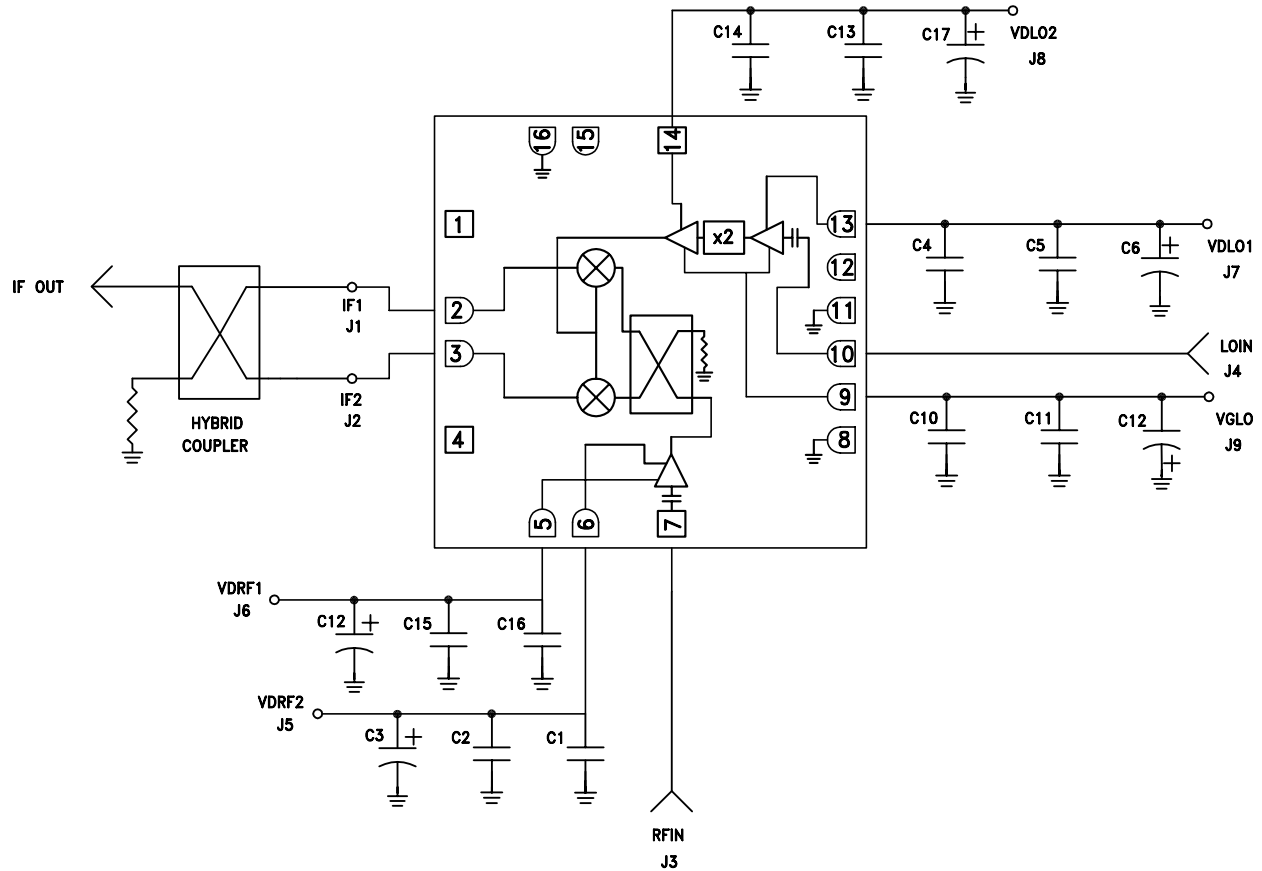 C14
C13
C17
+
VDLO2
J8
16
15
14
1
x2
13
C4
C5
C6
+
VDLO1
J7
12
IF OUT
IF1
J1
2
11
3
10
LOIN
J4
IF2
J2
9
C10
C11
C12
+
VGLO
J9
HYBRID
COUPLER
4
8
5
6
7
VDRF1
J6
C12
+
C15
C16
VDRF2
J5
C3
+
C2
C1
RFIN
J3